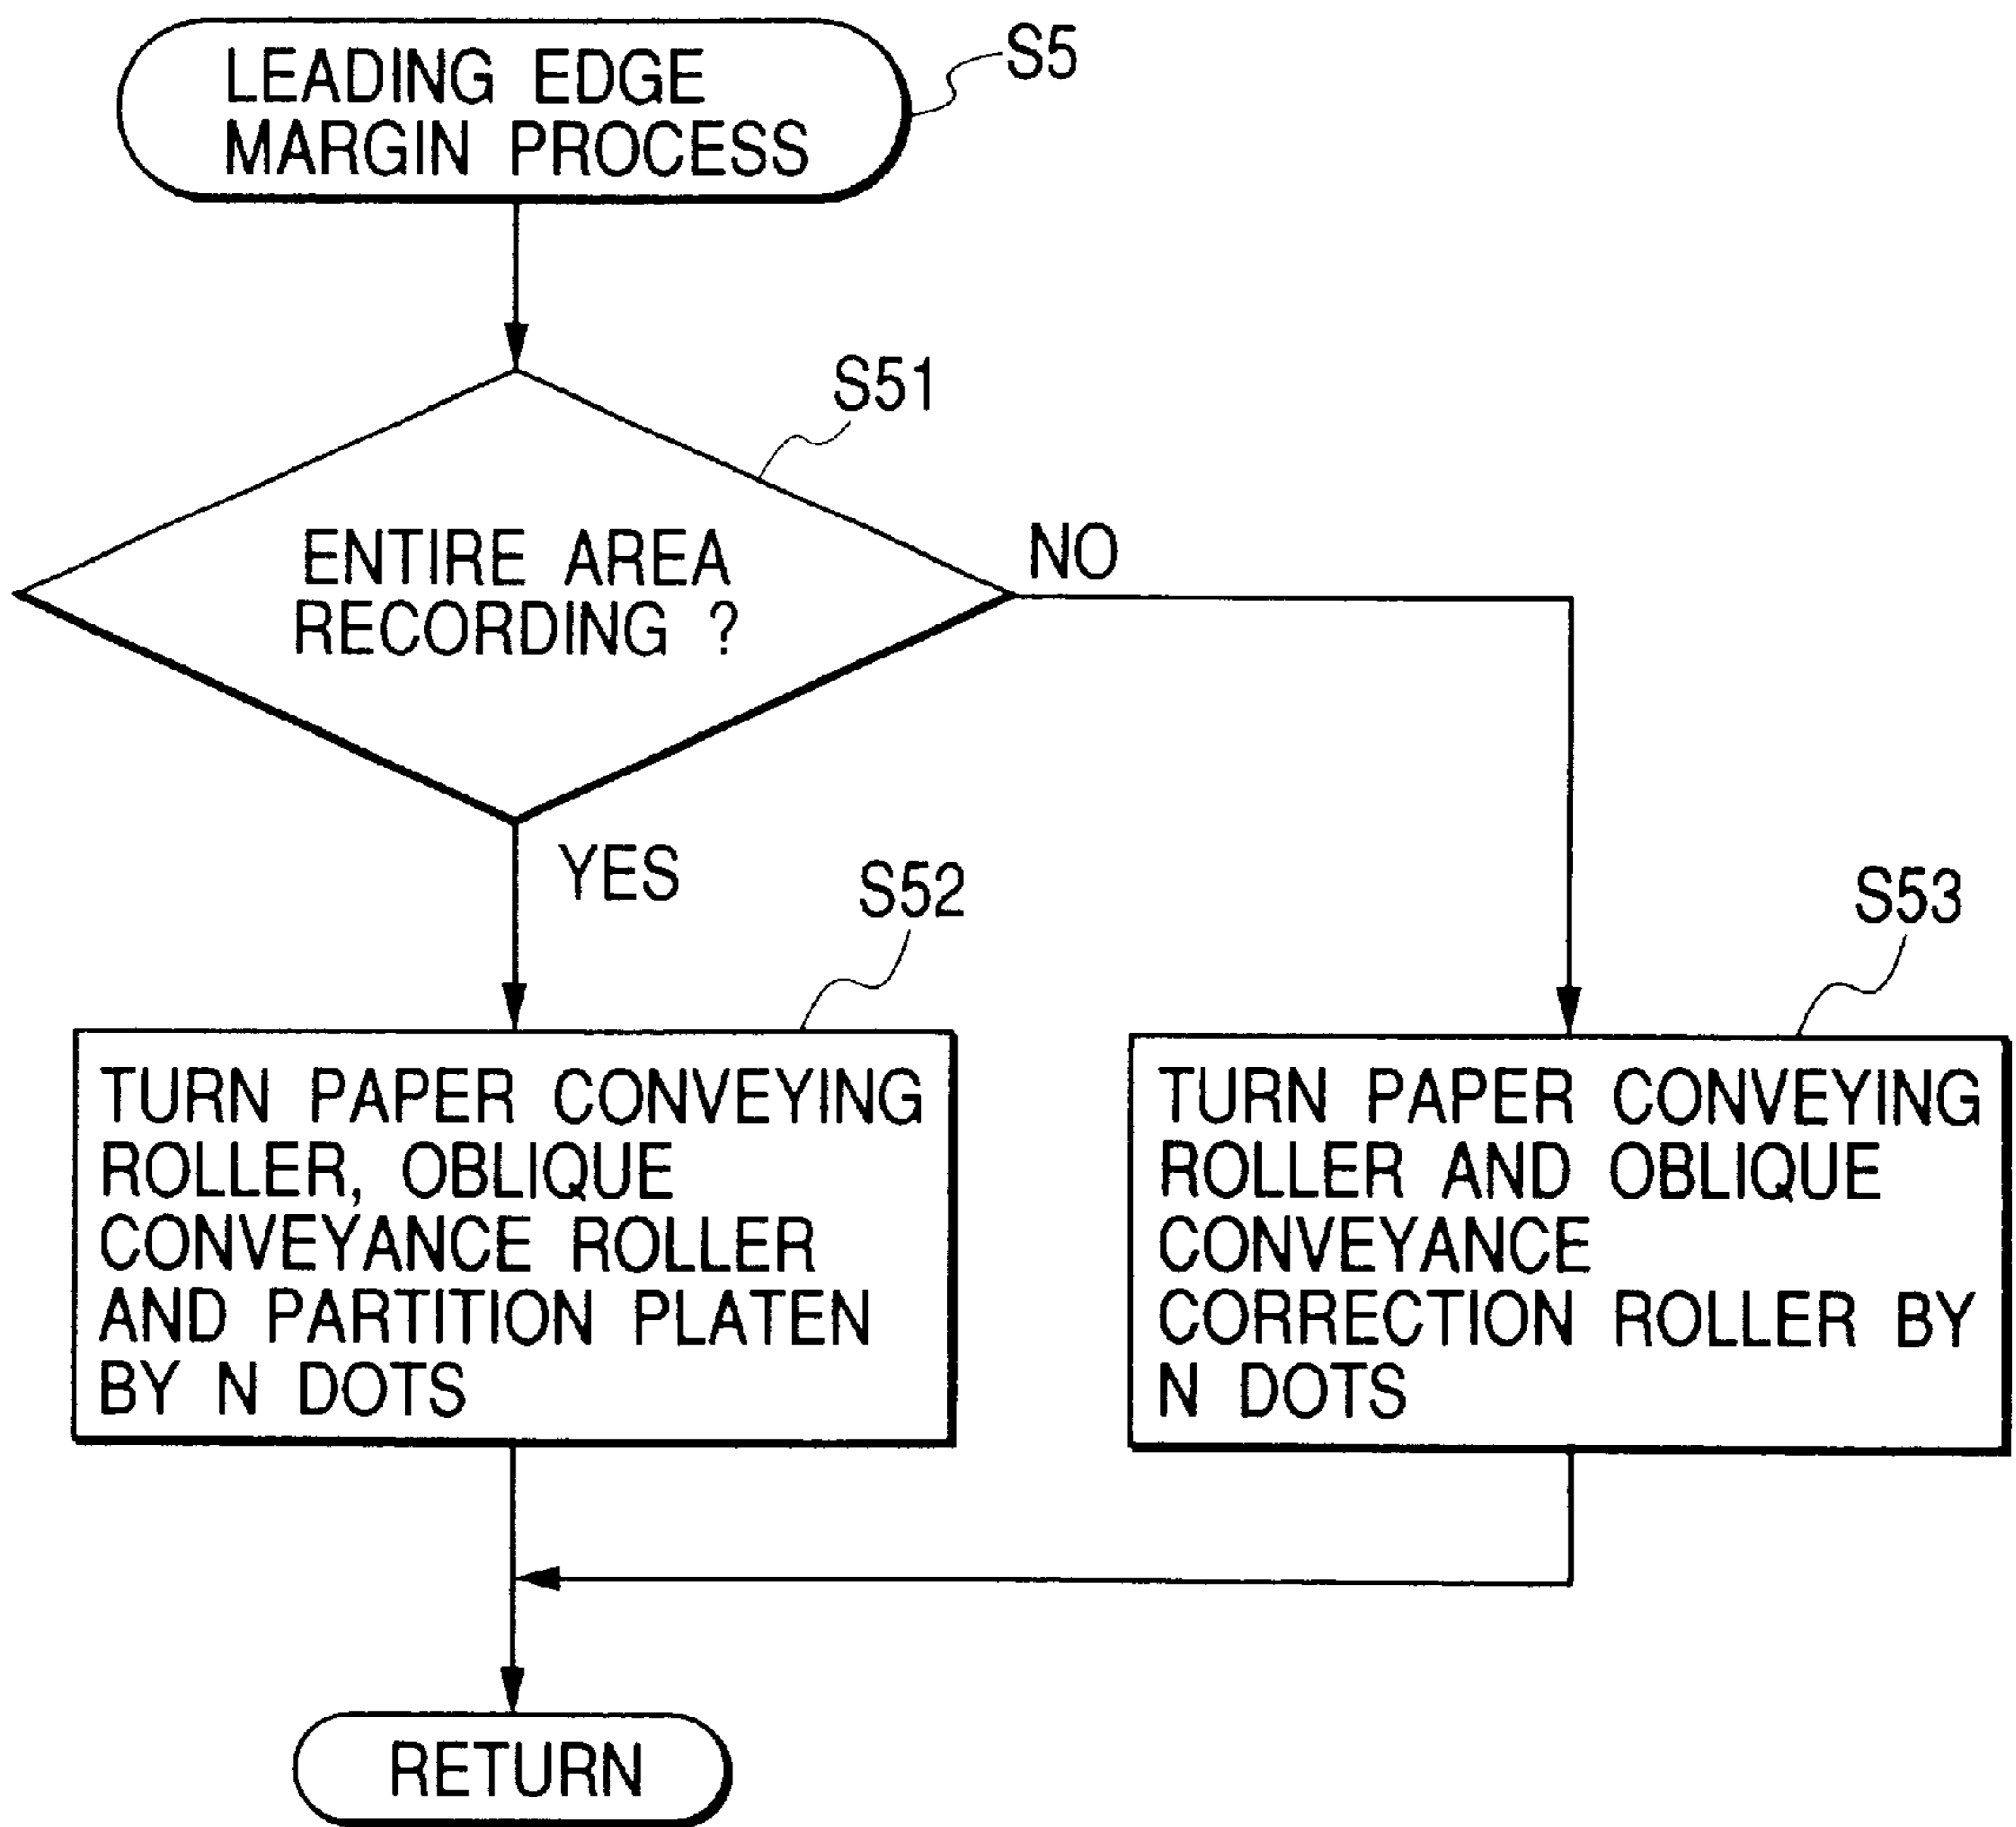 LEADING EDGE
MARGIN PROCESS
S5
S51
ENTIRE AREA
RECORDING ?
NO
YES
S52
TURN PAPER CONVEYING
ROLLER, OBLIQUE
CONVEYANCE ROLLER
AND PARTITION PLATEN
BY N DOTS
S53
TURN PAPER CONVEYING
ROLLER AND OBLIQUE
CONVEYANCE
CORRECTION ROLLER BY
N DOTS
RETURN